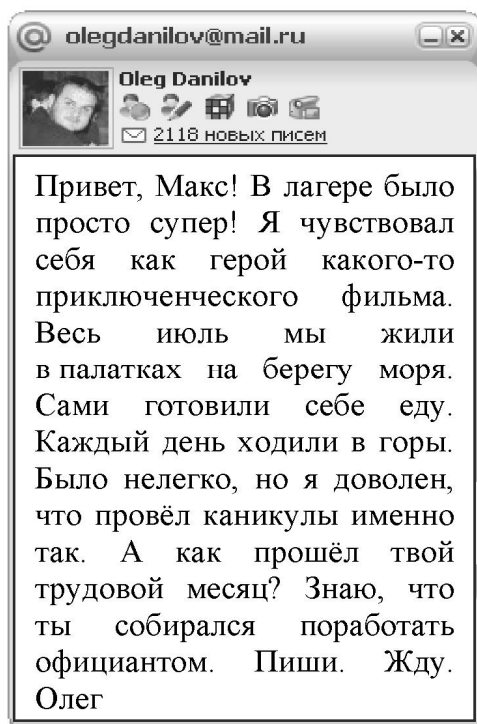 olegdanilov@mail.ru
Oleg Danilov
2118 новых писем
Привет, Макс! В лагере было
просто супер! Я чувствовал
себя как герой какого-то
приключенческого фильма.
Весь июль мы жили
в палатках на берегу моря.
Сами готовили себе еду.
Каждый день ходили в горы.
Было нелегко, но я доволен,
что провёл каникулы именно
так. А как прошёл твой
трудовой месяц? Знаю, что
ты собирался поработать
официантом. Пиши. Жду.
Олег